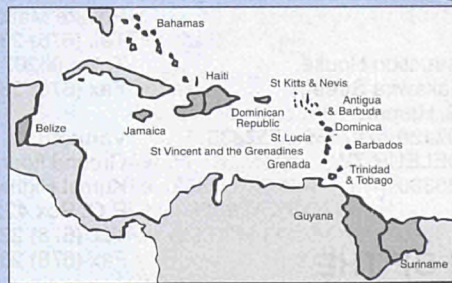 Bahamas
Haiti
St Kitts & Nevis
Dominican
Republic
Antigua
& Barbuda
Belize
Jamaica
Dominica
St Lucia
St Vincent and the Grenadines
Barbados
Grenada
Trinidad
& Tobago
Guyana
Suriname